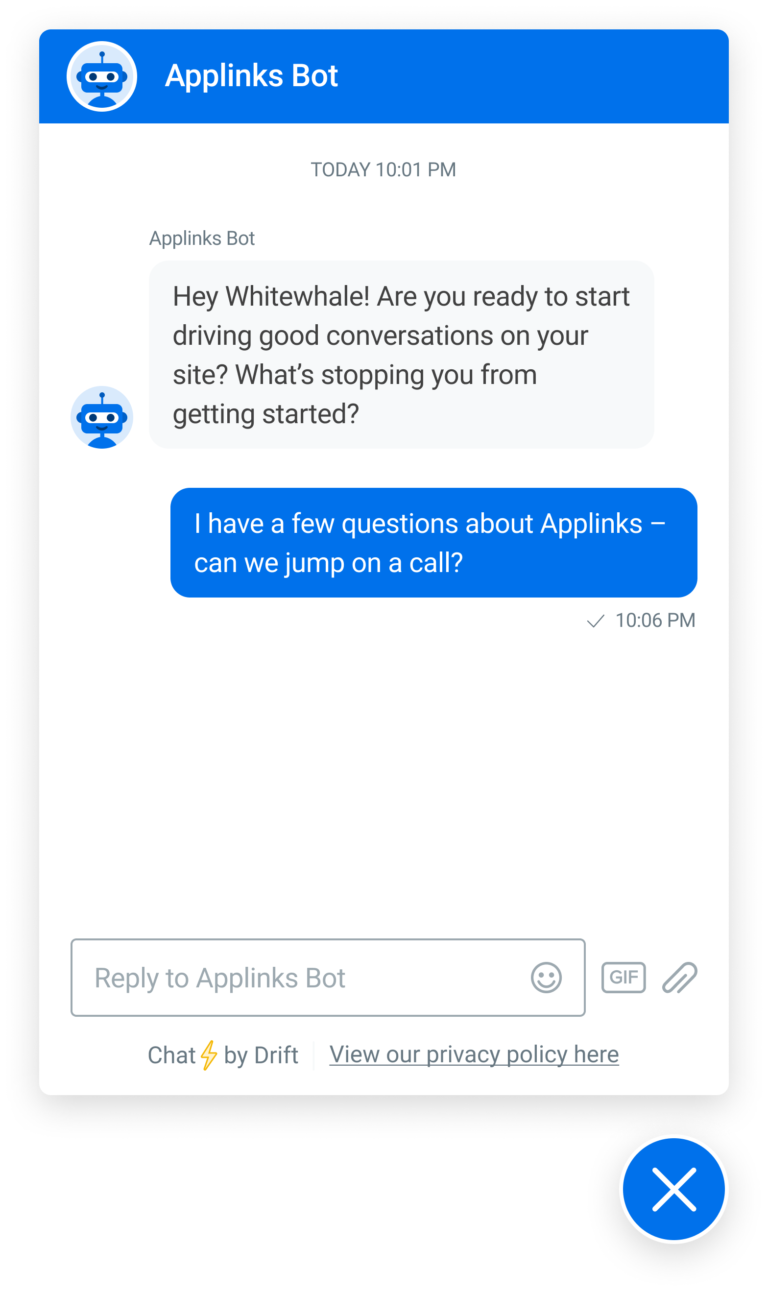 Applinks Bot
TODAY 10:01 PM
Applinks Bot
Hey Whitewhale! Are you ready to start
driving good conversations on your
site? What’s stopping you from
getting started?
I have a few questions about Applinks –
can we jump on a call?
10:06 PM
Reply to Applinks Bot
GIF
Chat⚡by Drift
View our privacy policy here